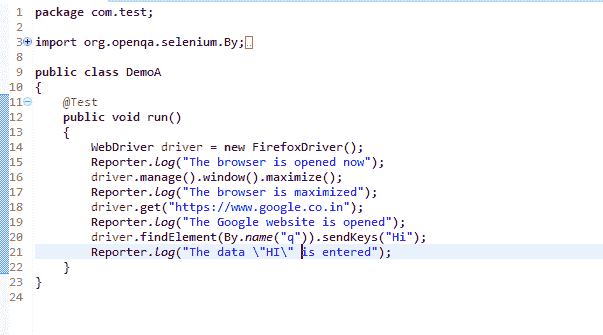 1 package com.test;
2
3 import org.openqa.selenium.By;
8
9 public class DemoA
10 {
11 @Test
12 public void run()
13 {
14 WebDriver driver = new FirefoxDriver();
15 Reporter.log("The browser is opened now");
16 driver.manage().window().maximize();
17 Reporter.log("The browser is maximized");
18 driver.get("https://www.google.co.in");
19 Reporter.log("The Google website is opened");
20 driver.findElement(By.name("q")).sendKeys("Hi");
21 Reporter.log("The data \"HI\" is entered");
22 }
23 }
24